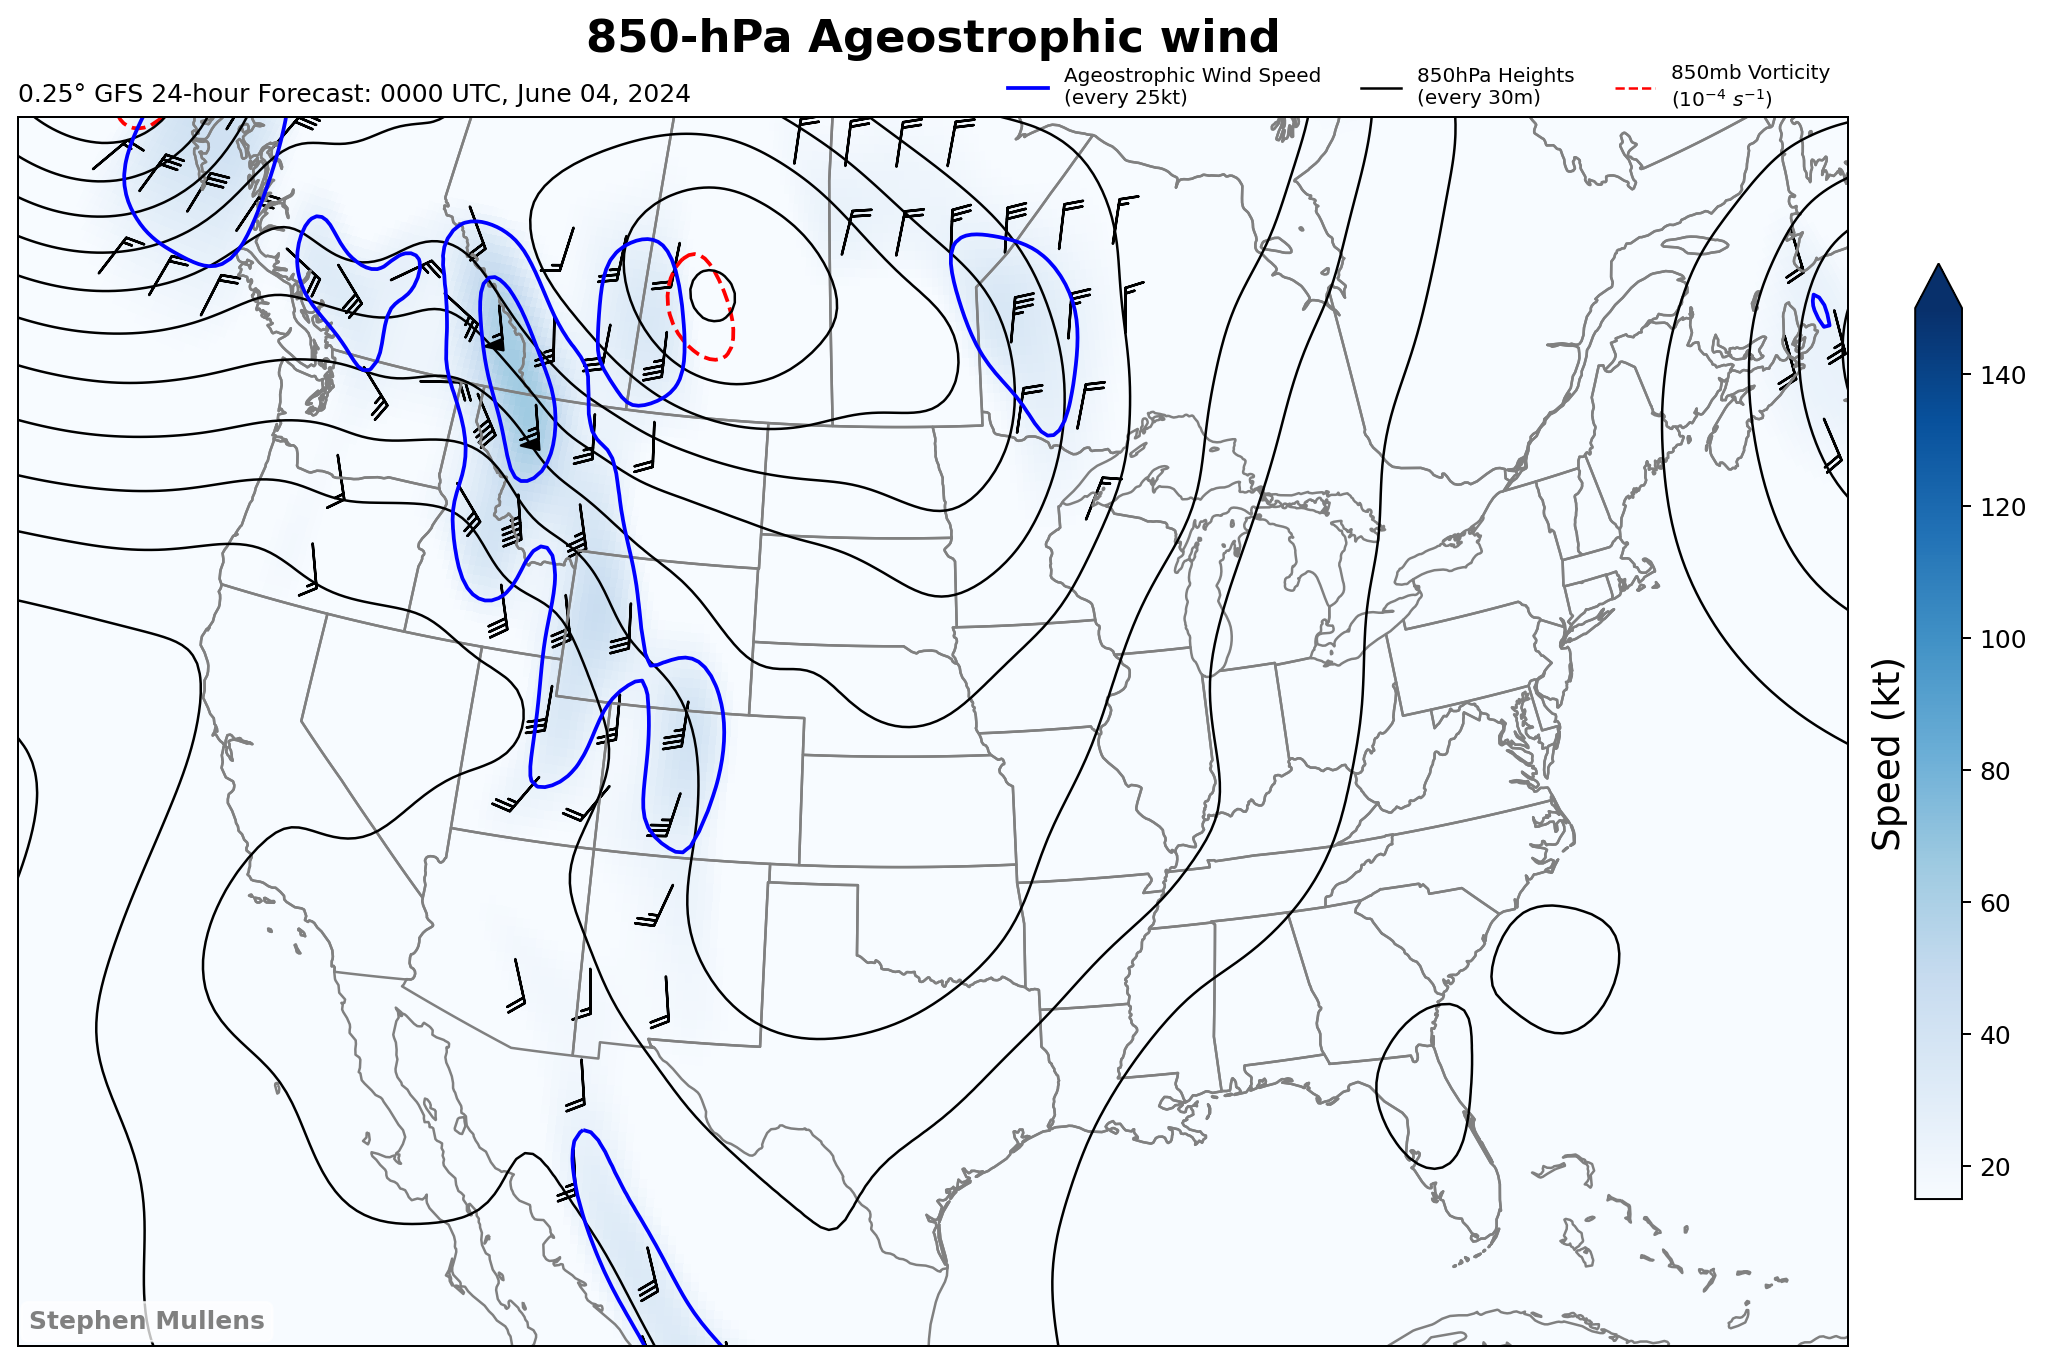 850-hPa Ageostrophic wind
0.25° GFS 24-hour Forecast: 0000 UTC, June 04, 2024
Ageostrophic Wind Speed
(every 25kt)
850hPa Heights
(every 30m)
850mb Vorticity
(10⁻⁴ s⁻¹)
140
120
100
80
60
40
20
Speed (kt)
Stephen Mullens